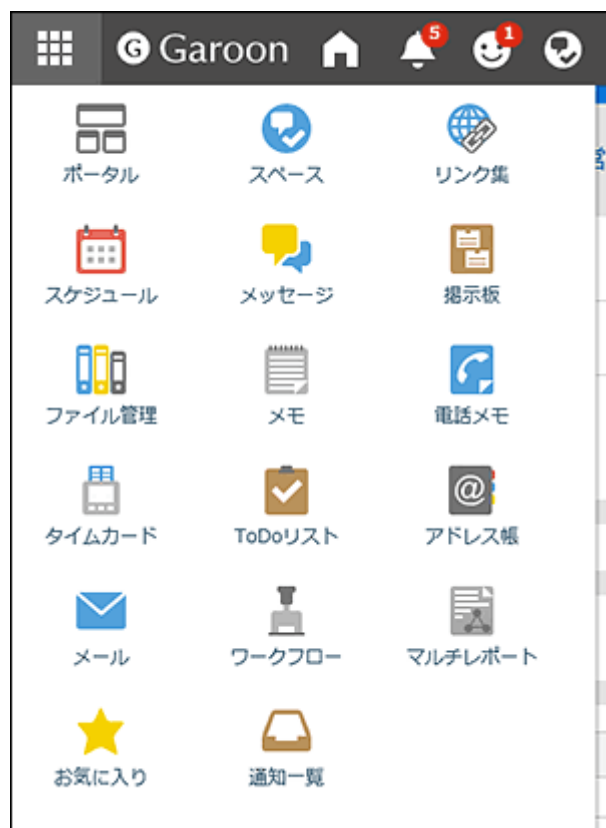 G Garoon 5 1
ポータル スペース リンク集
スケジュール メッセージ 掲示板
ファイル管理 メモ 電話メモ
タイムカード ToDoリスト アドレス帳
メール ワークフロー マルチレポート
お気に入り 通知一覧